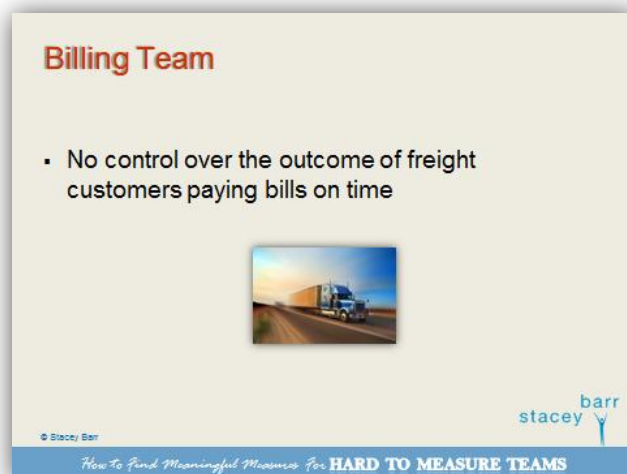 Billing Team
▪ No control over the outcome of freight
customers paying bills on time
barr
stacey
© Stacey Barr
How to Find Meaningful Measures For HARD TO MEASURE TEAMS